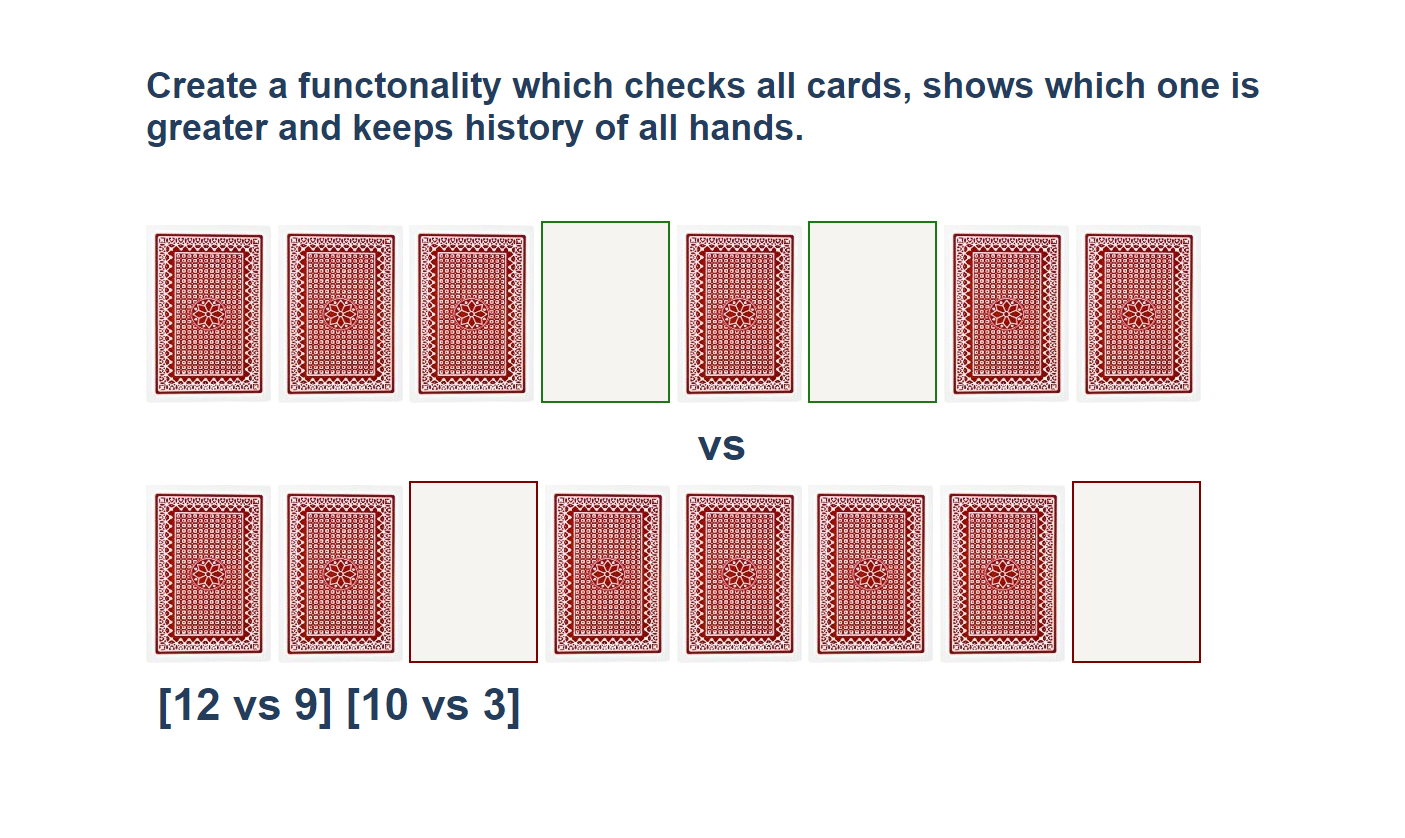 Create a functonality which checks all cards, shows which one is
greater and keeps history of all hands.
vs
[12 vs 9] [10 vs 3]